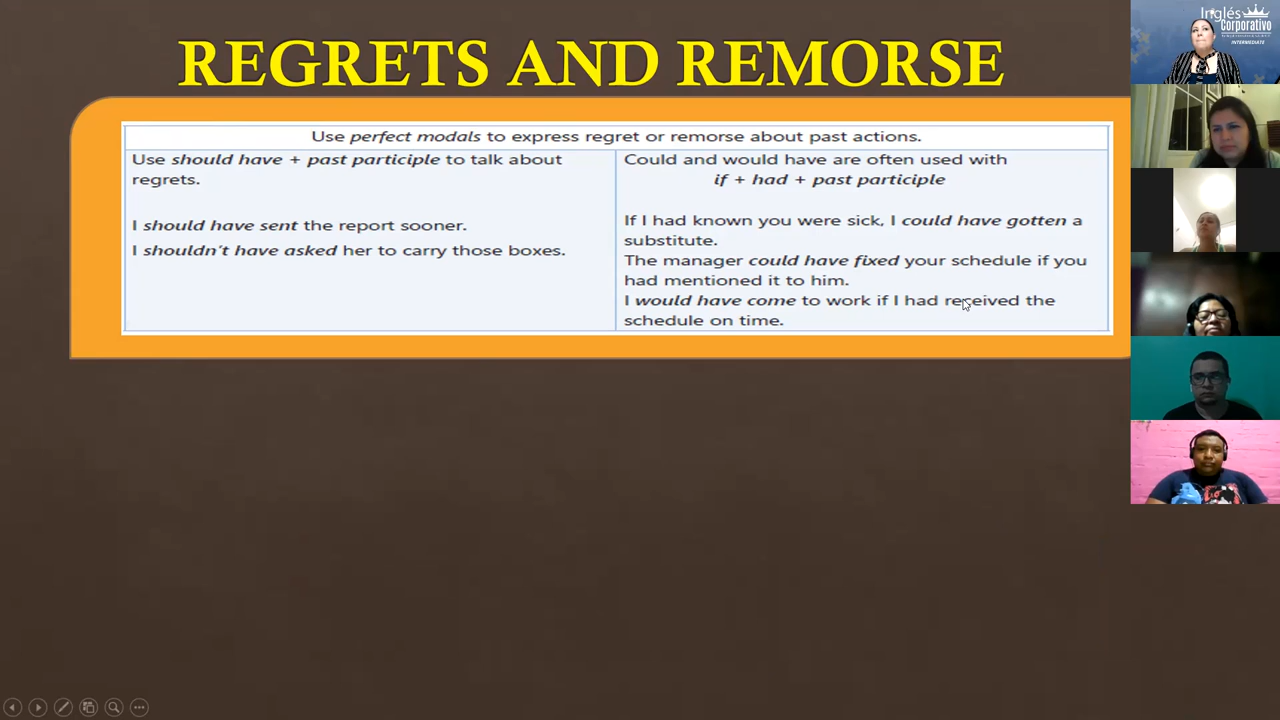 REGRETS AND REMORSE
Use perfect modals to express regret or remorse about past actions.
Use should have + past participle to talk about
regrets.
I should have sent the report sooner.
I shouldn't have asked her to carry those boxes.
Could and would have are often used with
if + had + past participle
If I had known you were sick, I could have gotten a
substitute.
The manager could have fixed your schedule if you
had mentioned it to him.
I would have come to work if I had received the
schedule on time.
Inglés
Corporativo
INTERMEDIATE